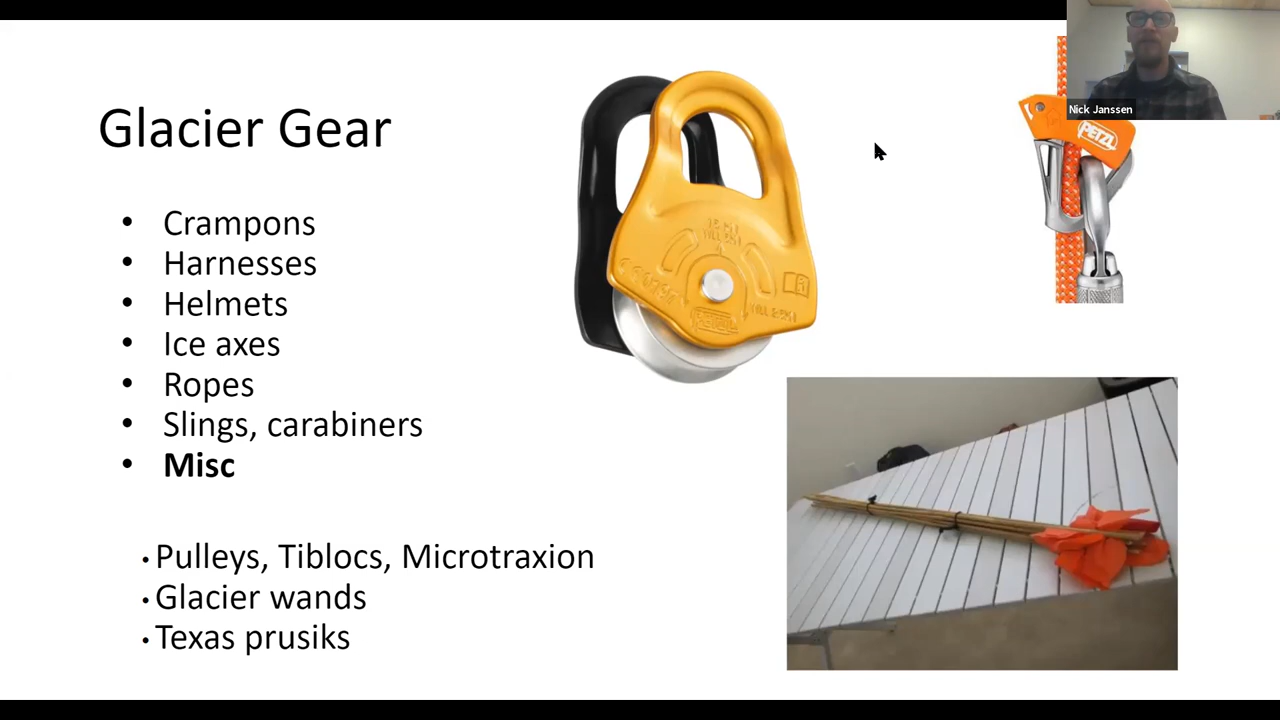 Nick Janssen
Glacier Gear
PETZL
• Crampons
• Harnesses
• Helmets
• Ice axes
• Ropes
• Slings, carabiners
• Misc
• Pulleys, Tiblocs, Microtraxion
• Glacier wands
• Texas prusiks